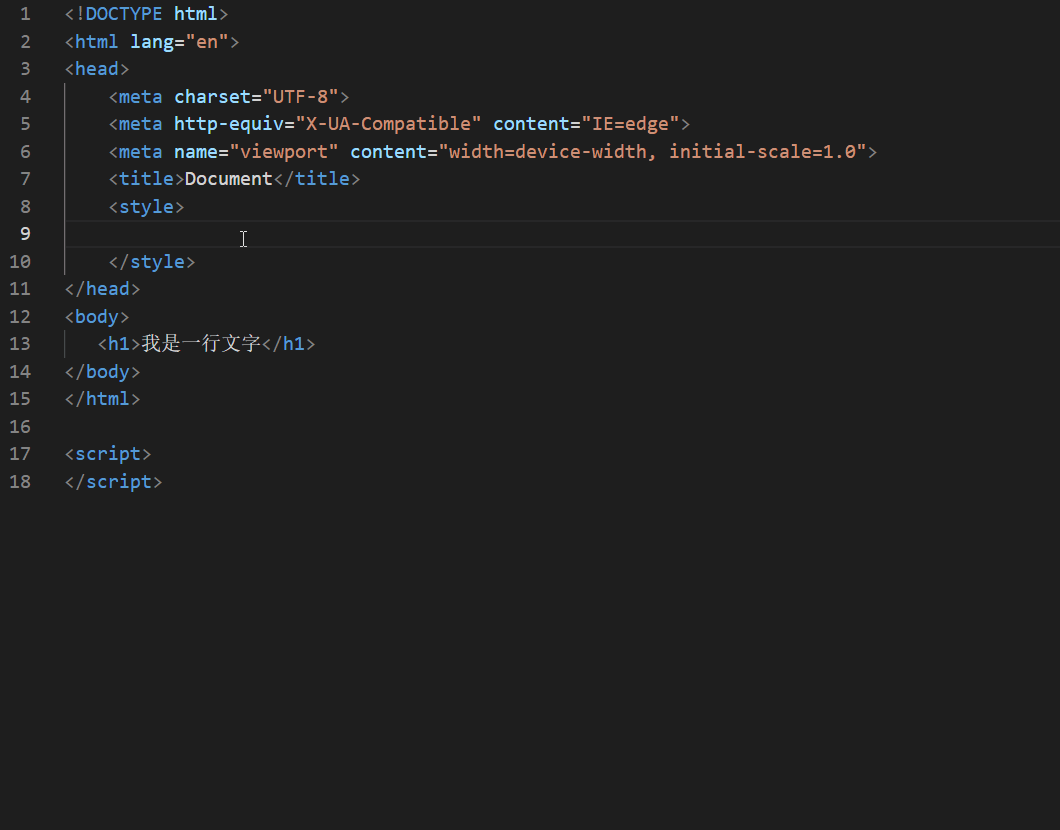 1 <!DOCTYPE html>
2 <html lang="en">
3 <head>
4 <meta charset="UTF-8">
5 <meta http-equiv="X-UA-Compatible" content="IE=edge">
6 <meta name="viewport" content="width=device-width, initial-scale=1.0">
7 <title>Document</title>
8 <style>
9
10 </style>
11 </head>
12 <body>
13 <h1>我是一行文字</h1>
14 </body>
15 </html>
16
17 <script>
18 </script>